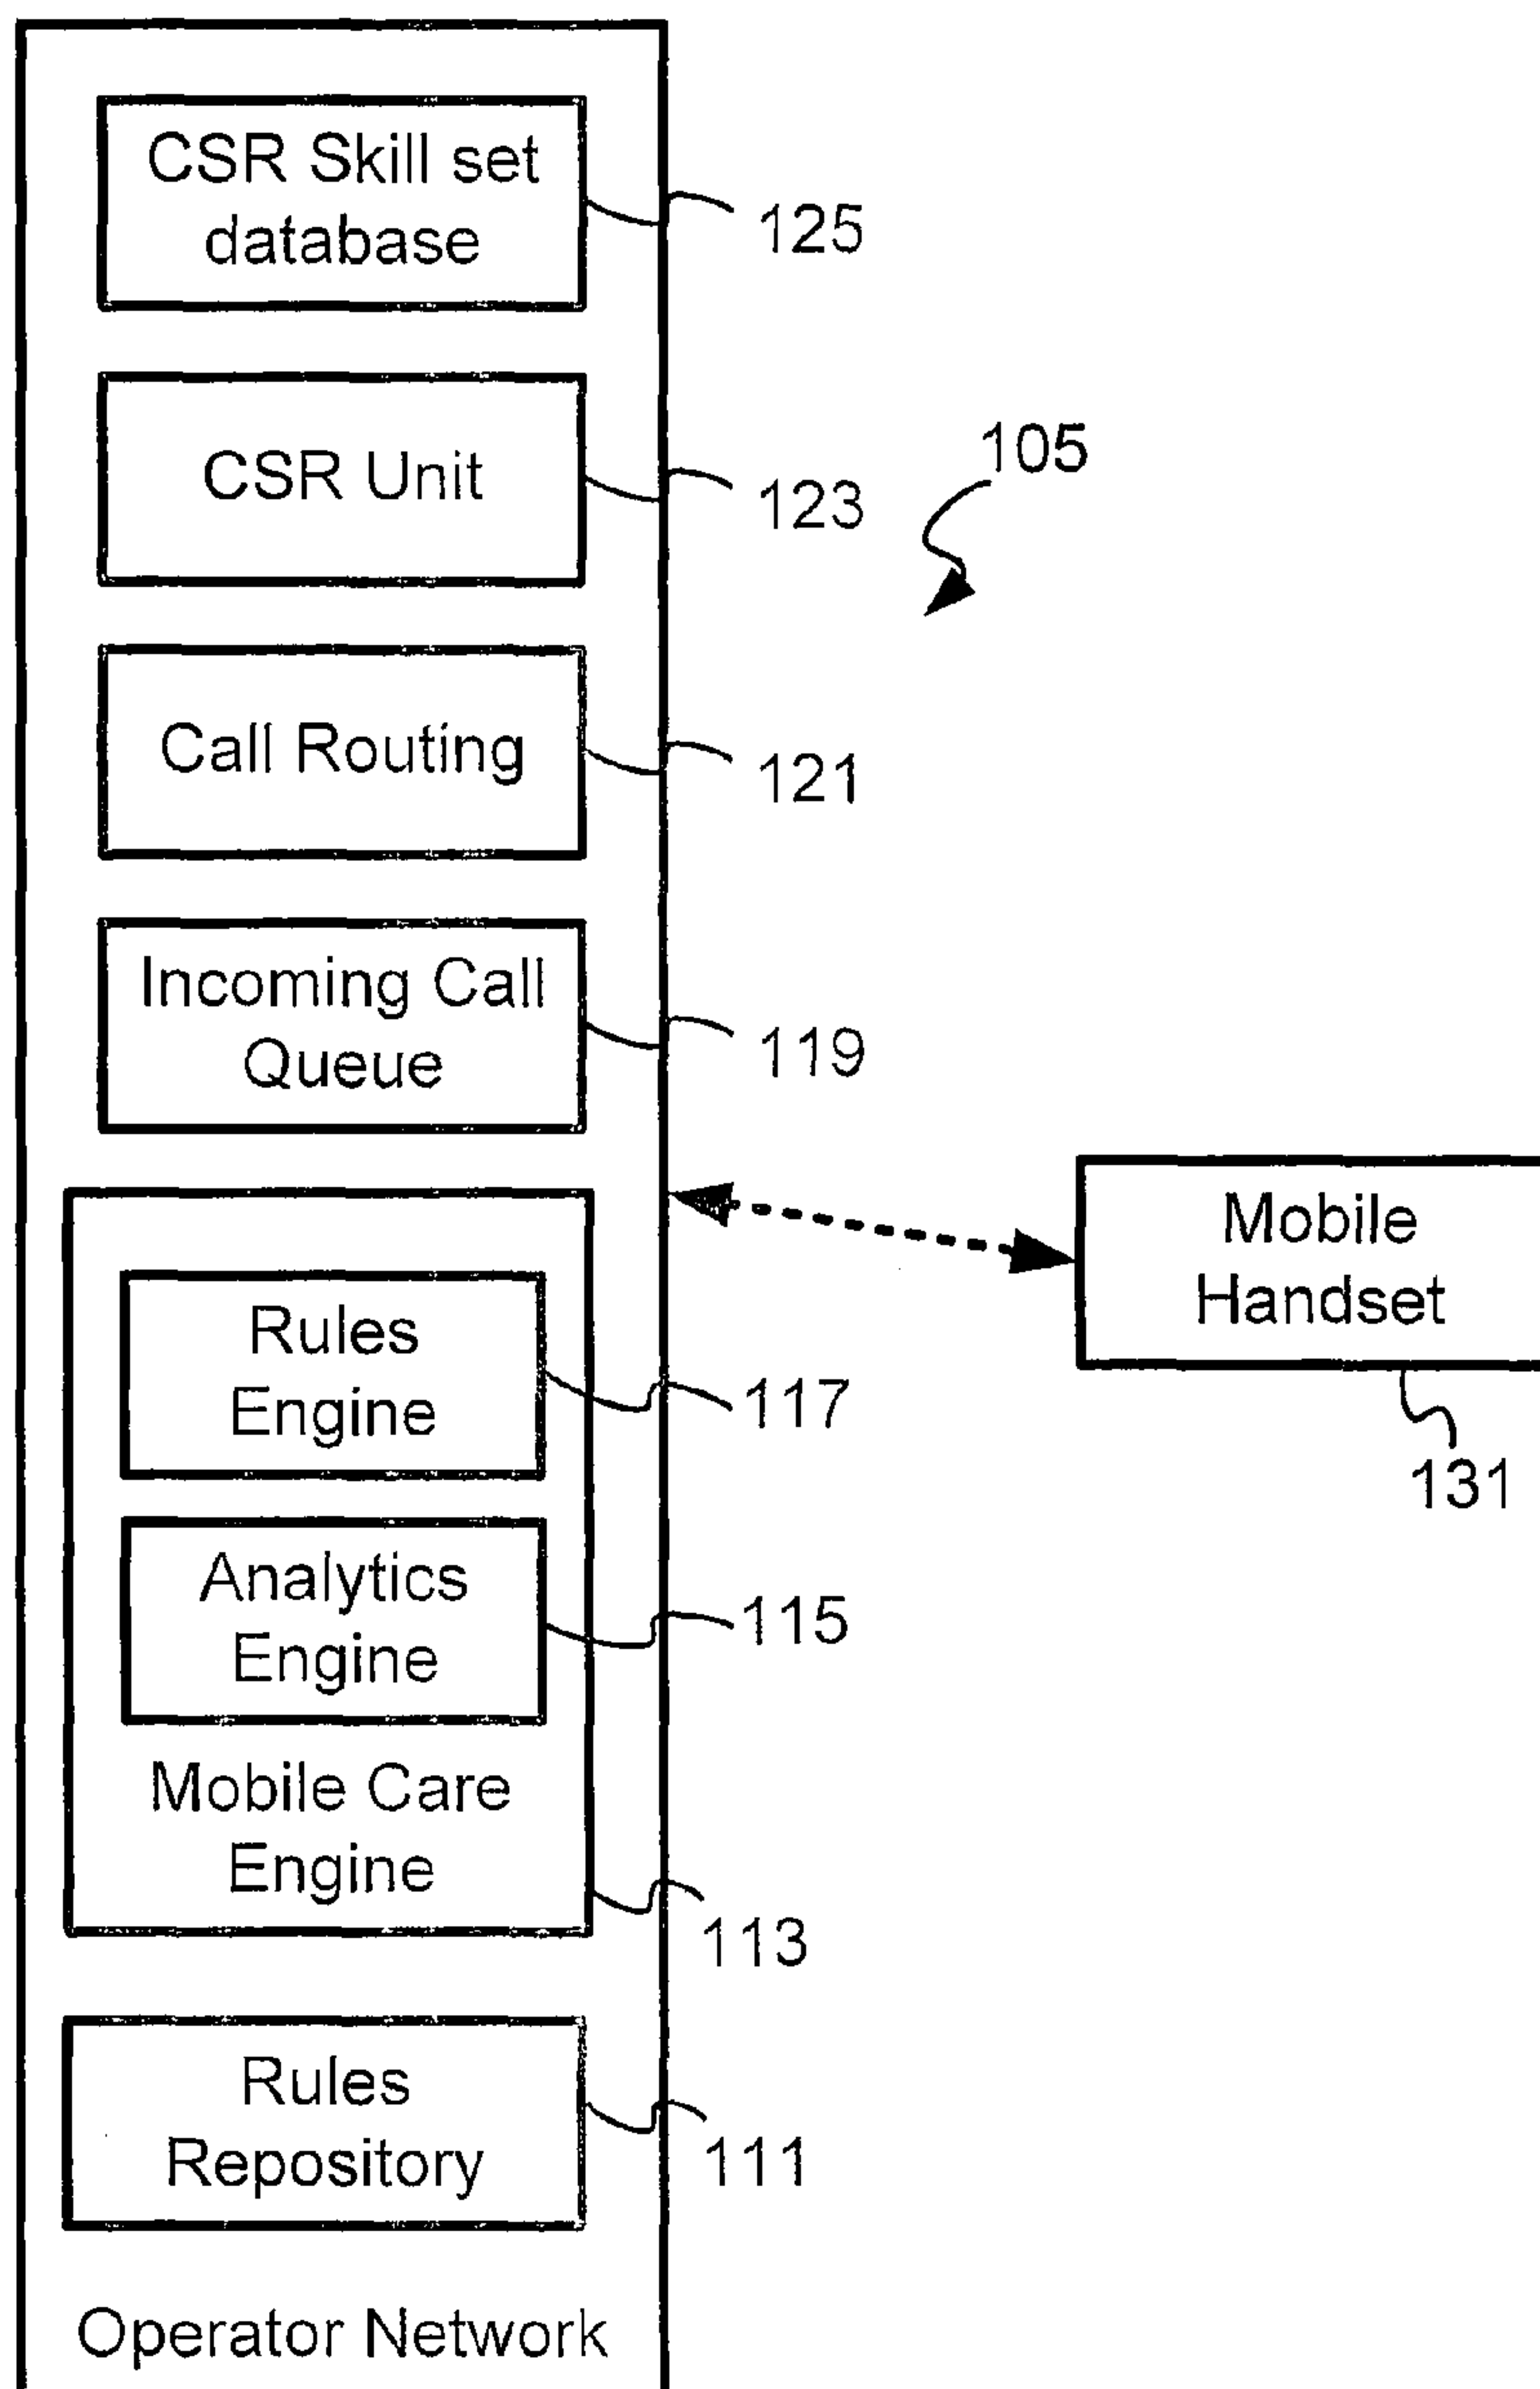 CSR Skill set
database
125
CSR Unit
123
105
Call Routing
121
Incoming Call
Queue
119
Mobile
Handset
131
Rules
Engine
117
Analytics
Engine
115
Mobile Care
Engine
113
Rules
Repository
111
Operator Network